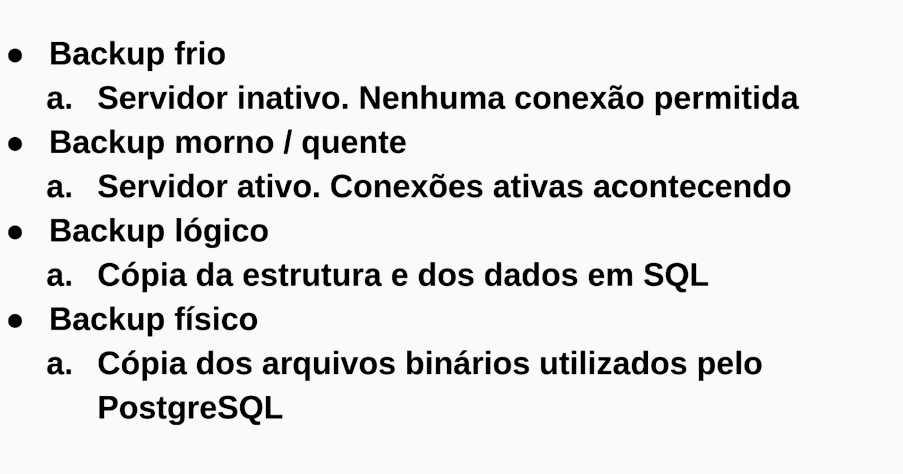 ● Backup frio
a. Servidor inativo. Nenhuma conexão permitida
● Backup morno / quente
a. Servidor ativo. Conexões ativas acontecendo
● Backup lógico
a. Cópia da estrutura e dos dados em SQL
● Backup físico
a. Cópia dos arquivos binários utilizados pelo
PostgreSQL